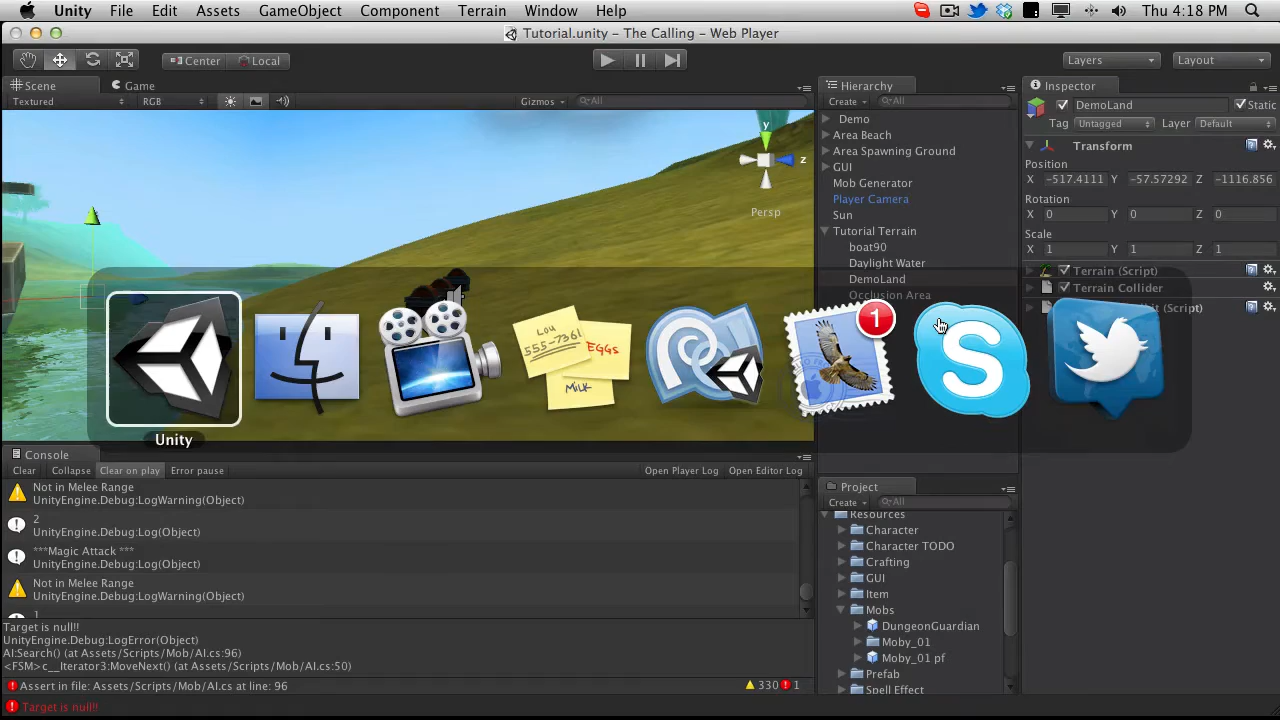 Unity File Edit Assets GameObject Component Terrain Window Help Thu 4:18 PM
Tutorial.unity – The Calling – Web Player
Center Local Layers Layout
Scene Game
Textured RGB Gizmos All
y
z
Persp
Hierarchy
Create All
Demo
Area Beach
Area Spawning Ground
GUI
Mob Generator
Player Camera
Sun
Tutorial Terrain
boat90
Daylight Water
DemoLand
Occlusion Area
Inspector
DemoLand Static
Tag Untagged Layer Default
Transform
Position
X -517.4111 Y -57.57292 Z -1116.856
Rotation
X 0 Y 0 Z 0
Scale
X 1 Y 1 Z 1
Terrain (Script)
Terrain Collider
(Script)
Lou
555-7361
EGGs
MILK
1
S
Unity
Console
Clear Collapse Clear on play Error pause Open Player Log Open Editor Log
Not in Melee Range
UnityEngine.Debug:LogWarning(Object)
2
UnityEngine.Debug:Log(Object)
***Magic Attack ***
UnityEngine.Debug:Log(Object)
Not in Melee Range
UnityEngine.Debug:LogWarning(Object)
1
Target is null!!
UnityEngine.Debug:LogError(Object)
AI:Search() (at Assets/Scripts/Mob/AI.cs:96)
<FSM>c__Iterator3:MoveNext() (at Assets/Scripts/Mob/AI.cs:50)
Assert in file: Assets/Scripts/Mob/AI.cs at line: 96 330 1
Target is null!!
Project
Create All
Resources
Character
Character TODO
Crafting
GUI
Item
Mobs
DungeonGuardian
Moby_01
Moby_01 pf
Prefab
Spell Effect